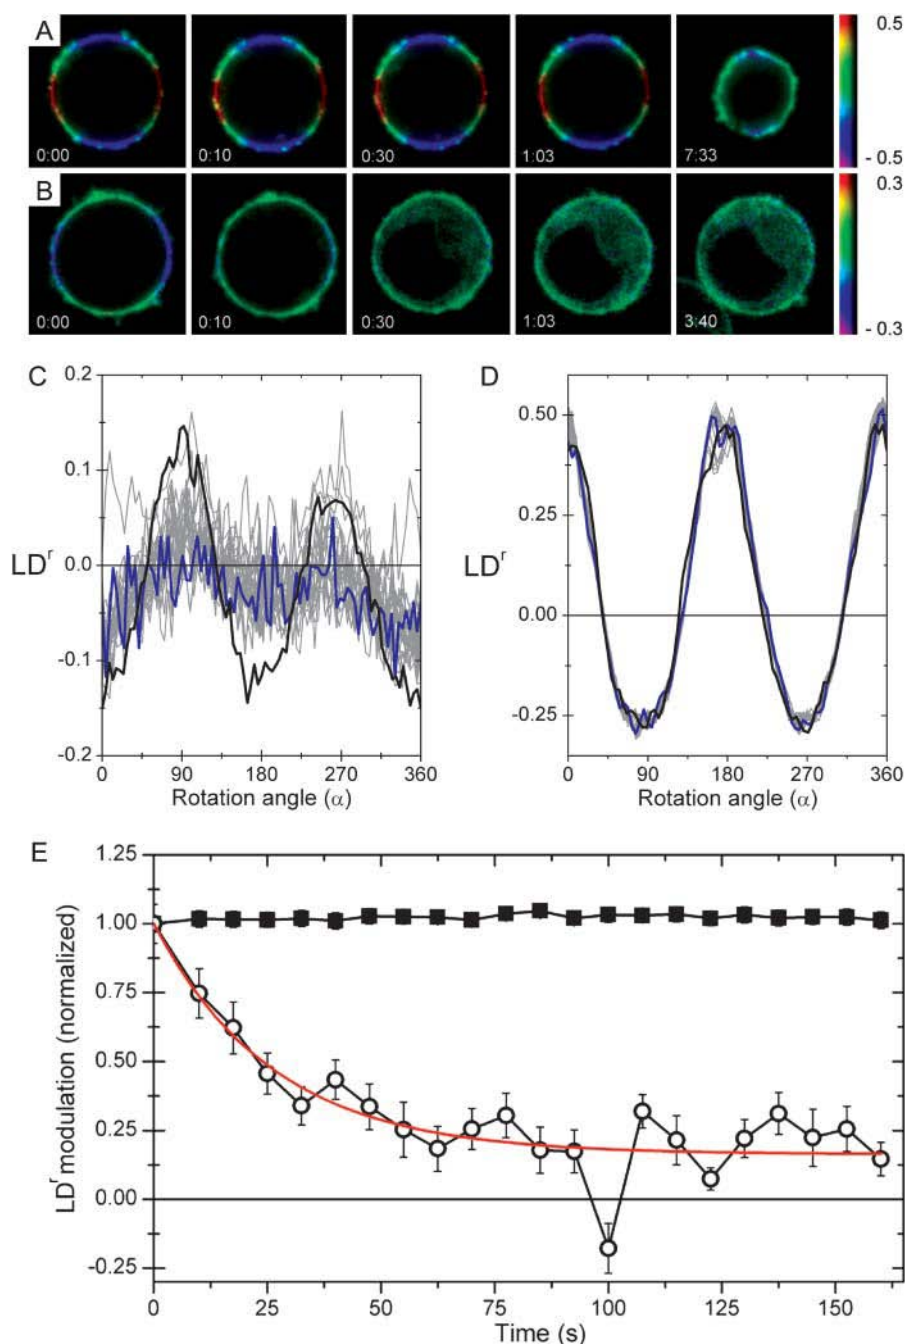 A
0:00 0:10 0:30 1:03 7:33
0.5
- 0.5
B
0:00 0:10 0:30 1:03 3:40
0.3
- 0.3
C
0.2
0.1
0.0
-0.1
-0.2
LDʳ
0 90 180 270 360
Rotation angle (α)
D
0.50
0.25
0.00
-0.25
LDʳ
0 90 180 270 360
Rotation angle (α)
E
1.25
1.00
0.75
0.50
0.25
0.00
-0.25
LDʳ modulation (normalized)
0 25 50 75 100 125 150
Time (s)